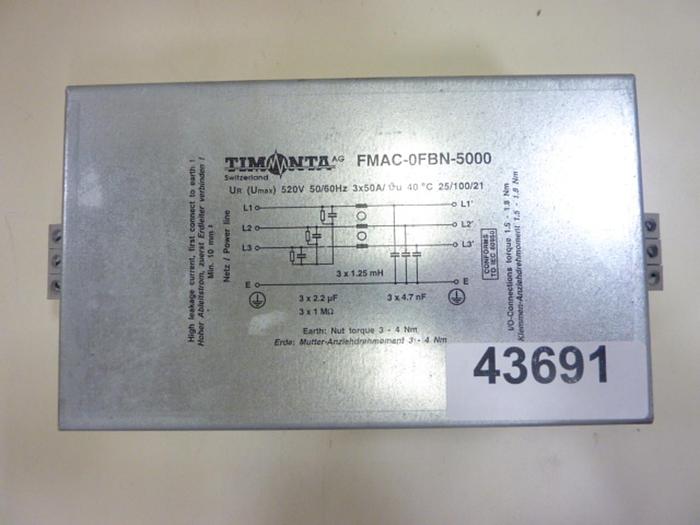 TIMONTA AG FMAC-0FBN-5000
Switzerland
UR (Umax) 520V 50/60Hz 3x50A/ ϑu 40 °C 25/100/21
L1 L1'
L2 L2'
L3 L3'
3 x 1.25 mH
E E
3 x 2.2 µF 3 x 4.7 nF
3 x 1 MΩ
Earth: Nut torque 3 - 4 Nm
Erde: Mutter-Anziehdrehmoment 3 - 4 Nm
High leakage current, first connect to earth !
Hoher Ableitstrom, zuerst Erdleiter verbinden !
Min. 10 mm ²
Netz / Power line
CONFORMS
TO IEC 60950
I/O-Connections torque 1.5 - 1.8 Nm
Klemmen-Anziehdrehmoment 1.5 - 1.8 Nm
43691